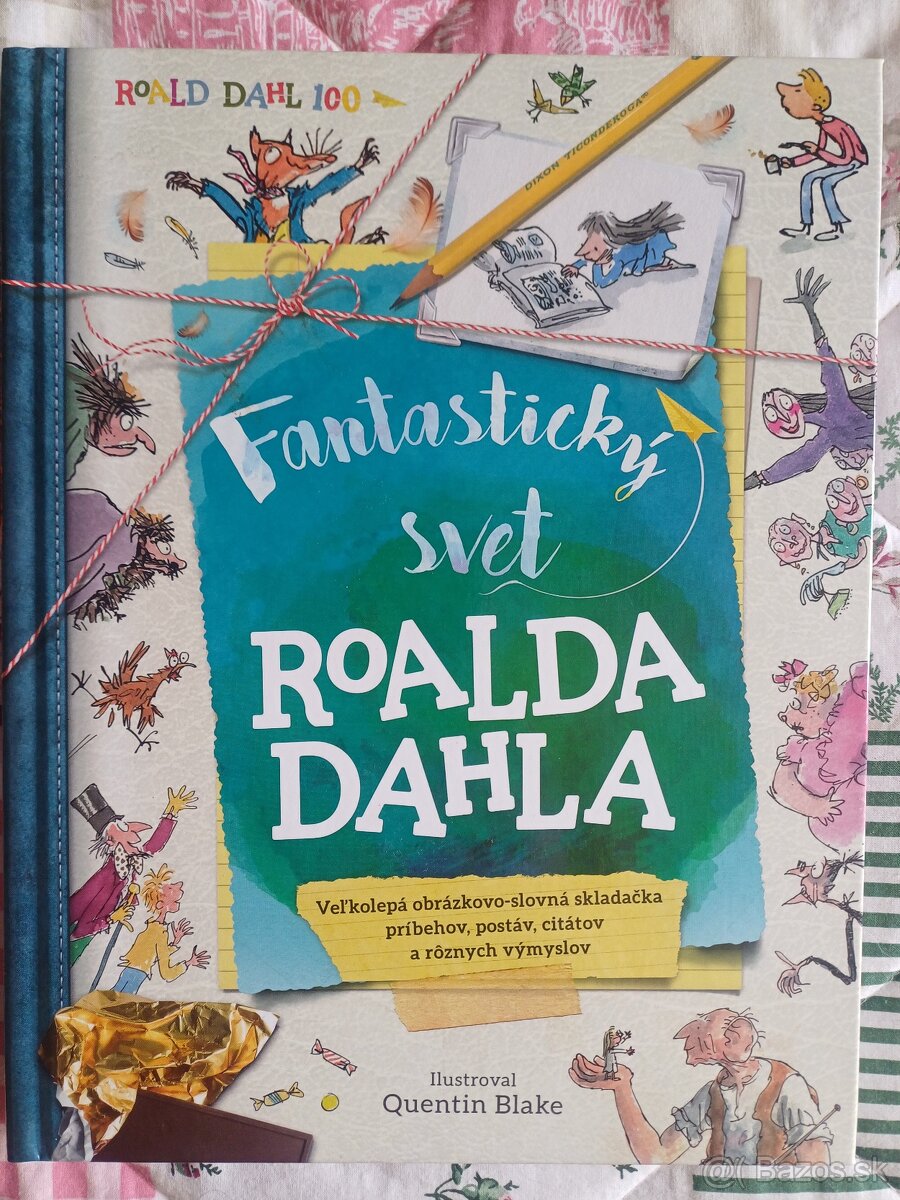 ROALD DAHL 100
DIXON TICONDEROGA®
Fantastický
svet
ROALDA
DAHLA
Veľkolepá obrázkovo-slovná skladačka
príbehov, postáv, citátov
a rôznych výmyslov
Ilustroval
Quentin Blake
@ Bazos.sk